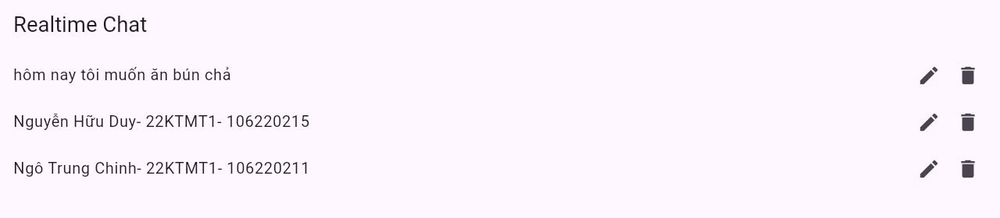 Realtime Chat
hôm nay tôi muốn ăn bún chả
Nguyễn Hữu Duy- 22KTMT1- 106220215
Ngô Trung Chinh- 22KTMT1- 106220211